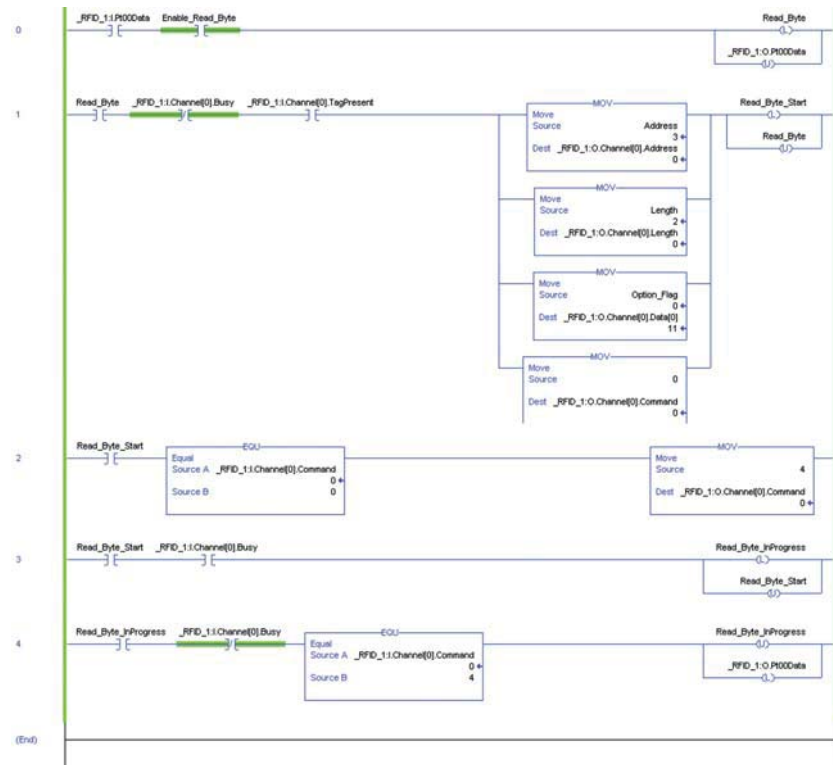 0
_RFID_1:I.Pt00Data Enable_Read_Byte Read_Byte
L
_RFID_1:O.Pt00Data
U
1
Read_Byte _RFID_1:I.Channel[0].Busy _RFID_1:I.Channel[0].TagPresent Read_Byte_Start
L
Read_Byte
U
MOV
Move
Source Address
3
Dest _RFID_1:O.Channel[0].Address
0
MOV
Move
Source Length
2
Dest _RFID_1:O.Channel[0].Length
0
MOV
Move
Source Option_Flag
0
Dest _RFID_1:O.Channel[0].Data[0]
11
MOV
Move
Source 0
Dest _RFID_1:O.Channel[0].Command
0
2
Read_Byte_Start
EQU
Equal
Source A _RFID_1:I.Channel[0].Command
0
Source B 0
MOV
Move
Source 4
Dest _RFID_1:O.Channel[0].Command
0
3
Read_Byte_Start _RFID_1:I.Channel[0].Busy Read_Byte_InProgress
L
Read_Byte_Start
U
4
Read_Byte_InProgress _RFID_1:I.Channel[0].Busy
EQU
Equal
Source A _RFID_1:I.Channel[0].Command
0
Source B 4
Read_Byte_InProgress
U
_RFID_1:O.Pt00Data
L
(End)